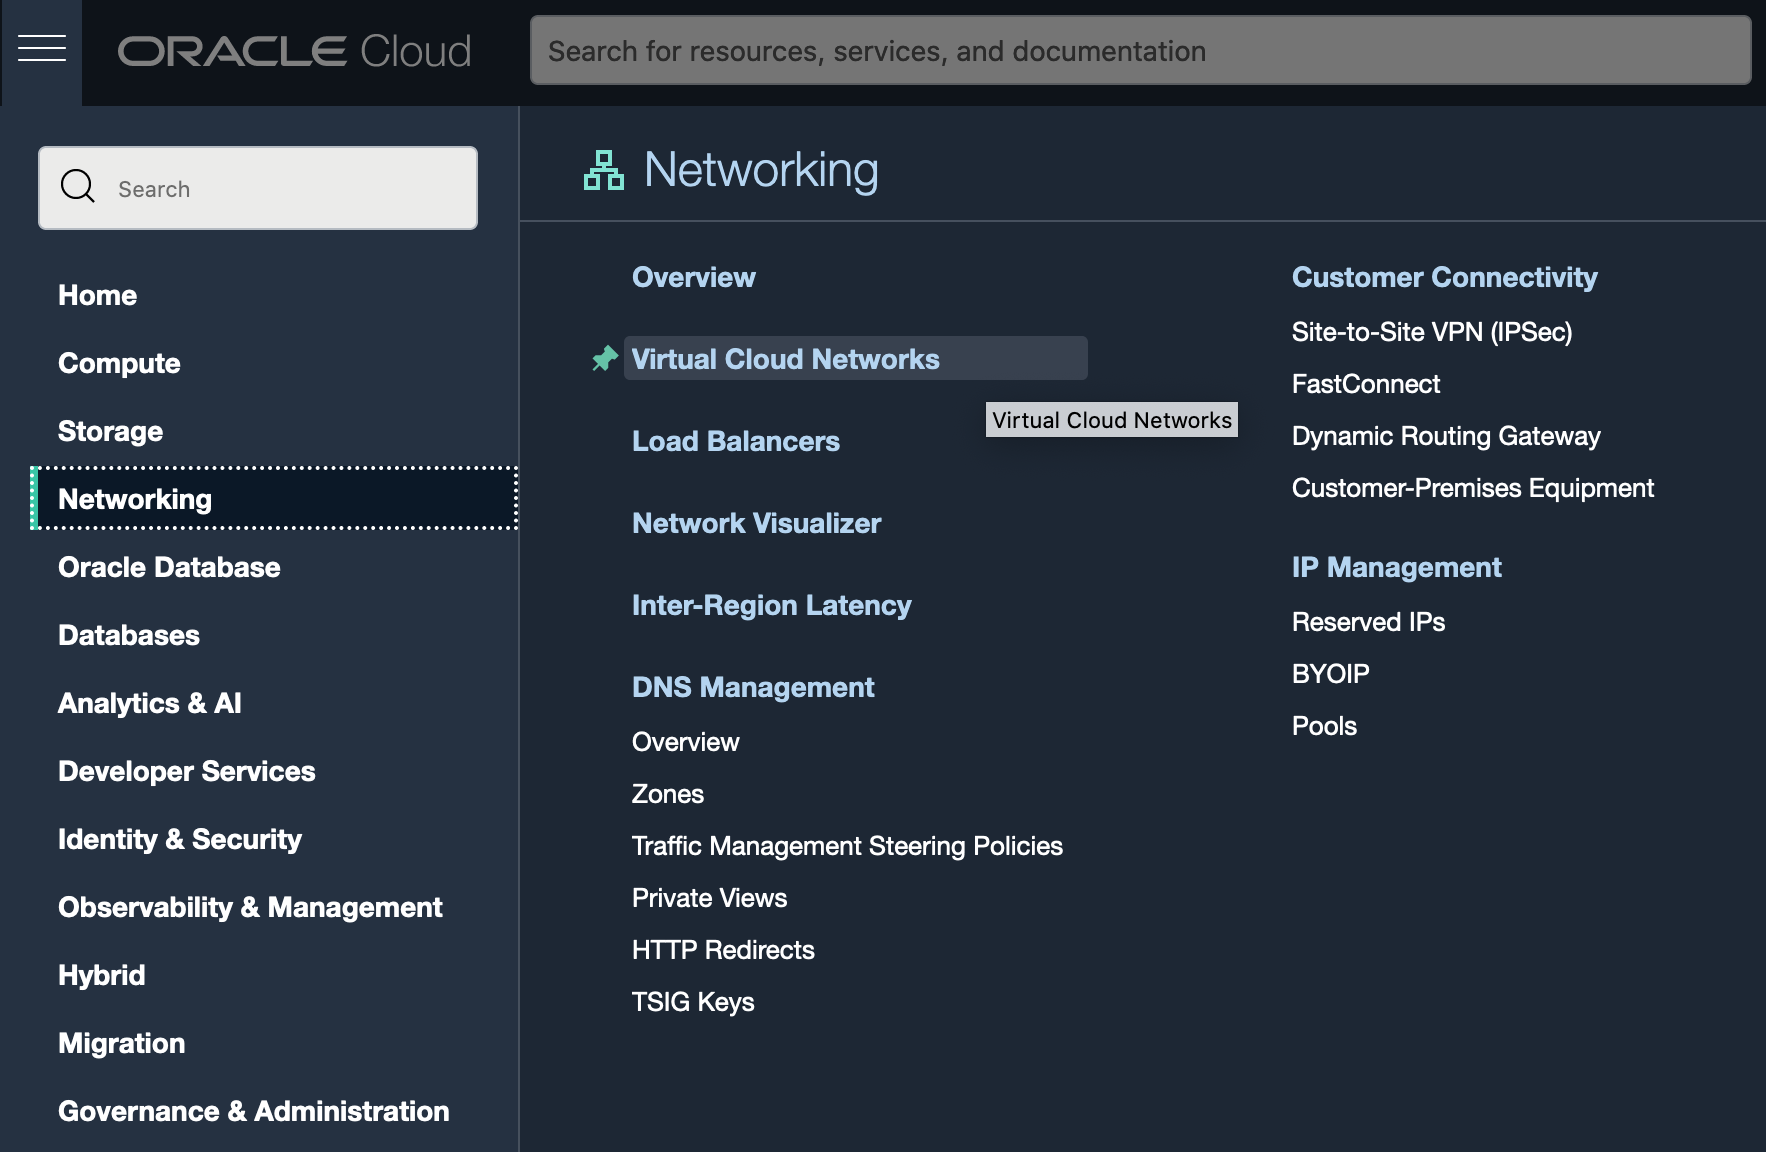 ORACLE Cloud
Search for resources, services, and documentation
Search
Home
Compute
Storage
Networking
Oracle Database
Databases
Analytics & AI
Developer Services
Identity & Security
Observability & Management
Hybrid
Migration
Governance & Administration
Networking
Overview
Virtual Cloud Networks
Virtual Cloud Networks
Load Balancers
Network Visualizer
Inter-Region Latency
DNS Management
Overview
Zones
Traffic Management Steering Policies
Private Views
HTTP Redirects
TSIG Keys
Customer Connectivity
Site-to-Site VPN (IPSec)
FastConnect
Dynamic Routing Gateway
Customer-Premises Equipment
IP Management
Reserved IPs
BYOIP
Pools